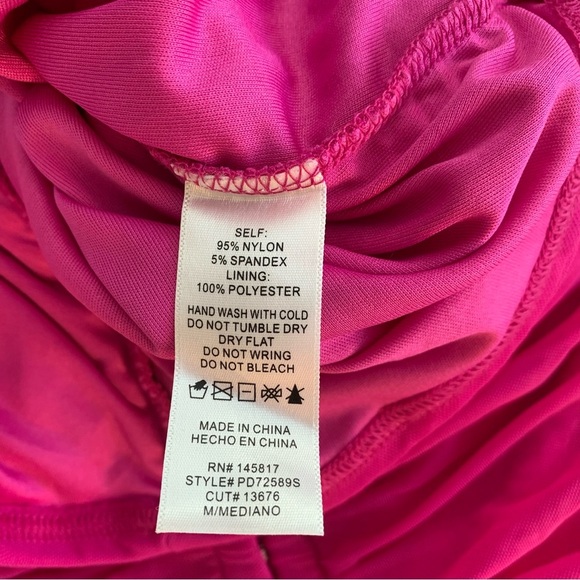 SELF:
95% NYLON
5% SPANDEX
LINING:
100% POLYESTER
HAND WASH WITH COLD
DO NOT TUMBLE DRY
DRY FLAT
DO NOT WRING
DO NOT BLEACH
MADE IN CHINA
HECHO EN CHINA
RN# 145817
STYLE# PD72589S
CUT# 13676
M/MEDIANO